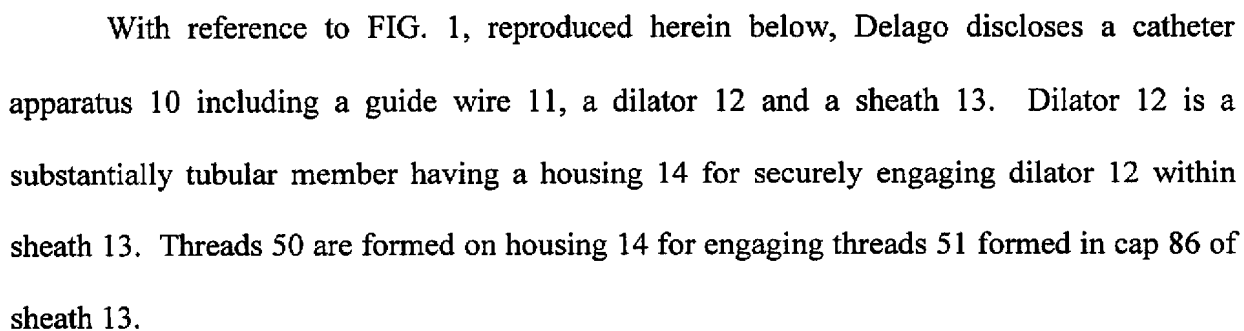 With reference to FIG. 1, reproduced herein below, Delago discloses a catheter
apparatus 10 including a guide wire 11, a dilator 12 and a sheath 13. Dilator 12 is a
substantially tubular member having a housing 14 for securely engaging dilator 12 within
sheath 13. Threads 50 are formed on housing 14 for engaging threads 51 formed in cap 86 of
sheath 13.